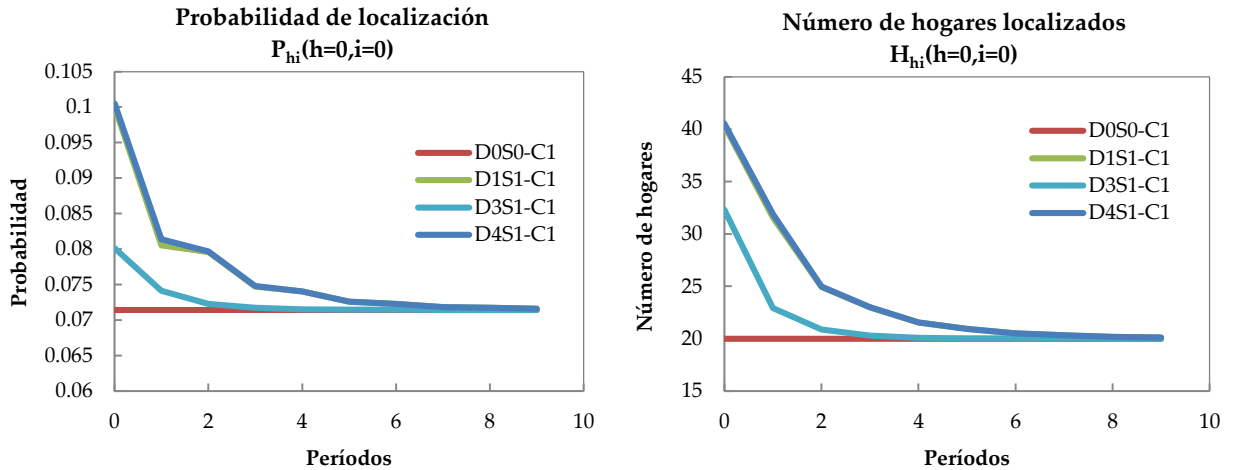 Probabilidad de localización
P_hi(h=0,i=0)
0.105
0.1
0.095
0.09
0.085
0.08
0.075
0.07
0.065
0.06
Probabilidad
0 2 4 6 8 10
Períodos
D0S0-C1
D1S1-C1
D3S1-C1
D4S1-C1
Número de hogares localizados
H_hi(h=0,i=0)
45
40
35
30
25
20
15
Número de hogares
0 2 4 6 8 10
Períodos
D0S0-C1
D1S1-C1
D3S1-C1
D4S1-C1